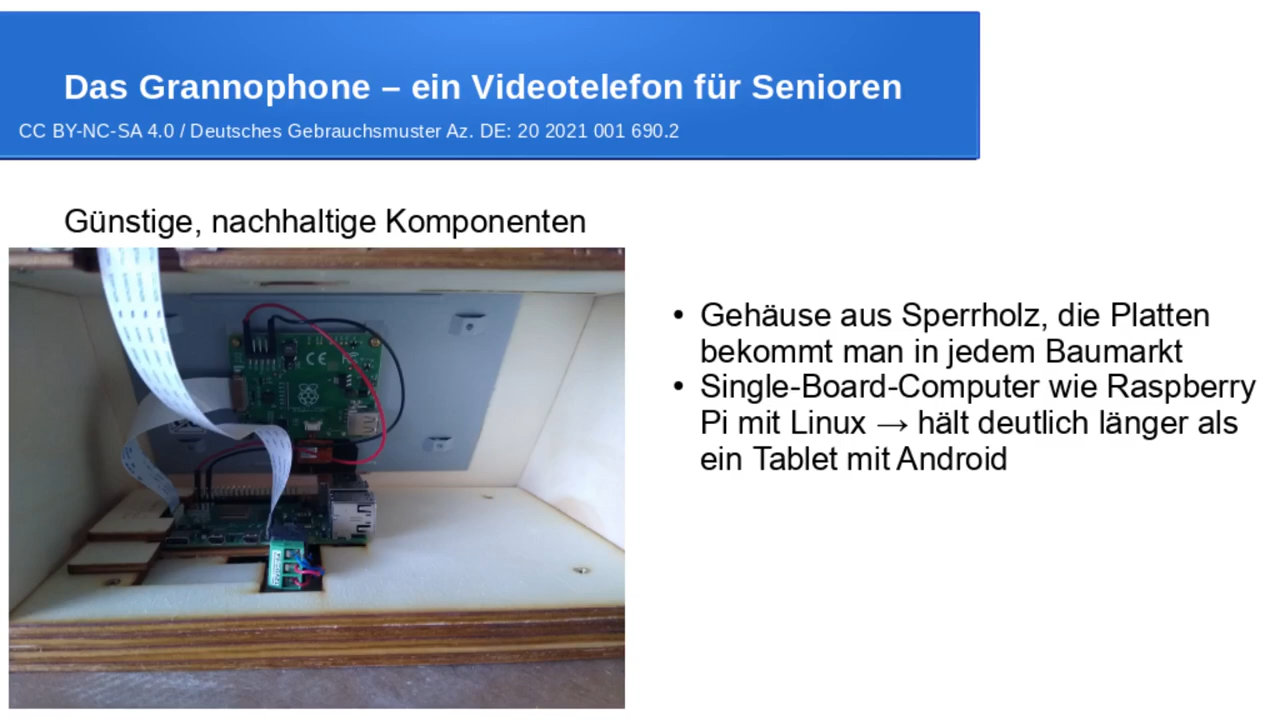 Das Grannophone – ein Videotelefon für Senioren
CC BY-NC-SA 4.0 / Deutsches Gebrauchsmuster Az. DE: 20 2021 001 690.2
Günstige, nachhaltige Komponenten
• Gehäuse aus Sperrholz, die Platten
bekommt man in jedem Baumarkt
• Single-Board-Computer wie Raspberry
Pi mit Linux → hält deutlich länger als
ein Tablet mit Android
CE